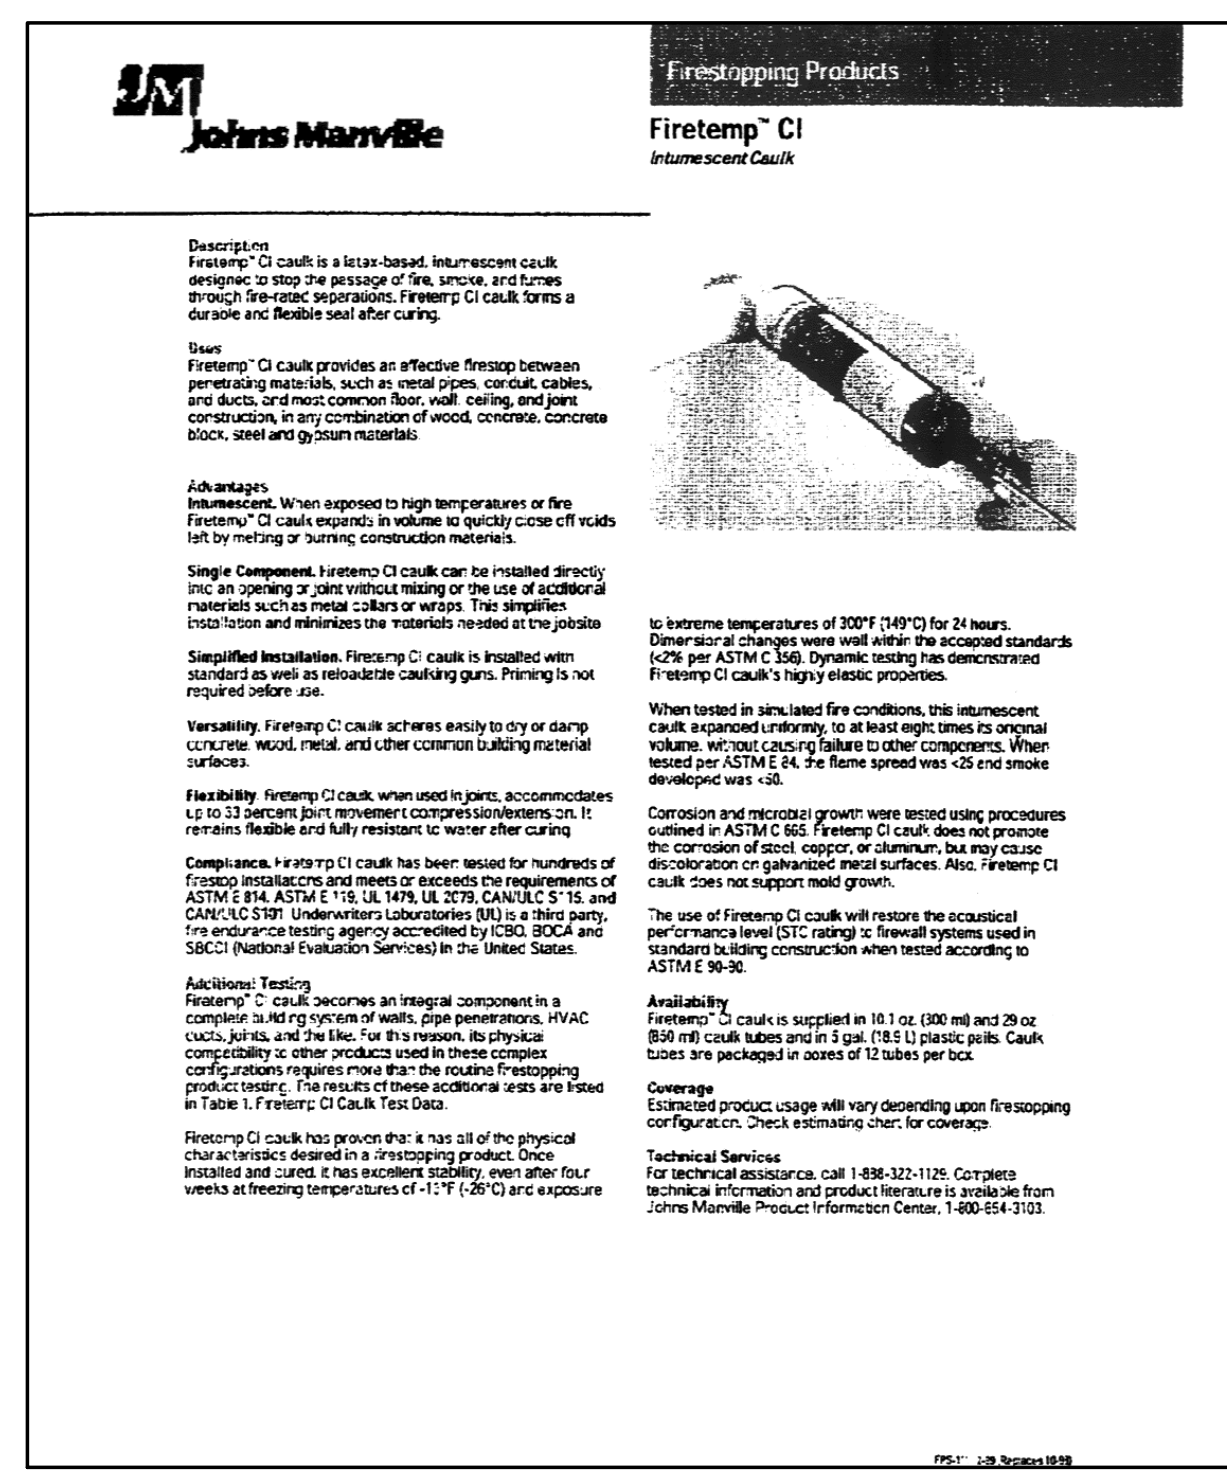 JM
Johns Manville
Firestopping Products
Firetemp™ CI
Intumescent Caulk
Description
Firetemp™ CI caulk is a latex-based, intumescent caulk
designed to stop the passage of fire, smoke, and fumes
through fire-rated separations. Firetemp CI caulk forms a
durable and flexible seal after curing.
Uses
Firetemp™ CI caulk provides an effective firestop between
penetrating materials, such as metal pipes, conduit, cables,
and ducts, and most common floor, wall, ceiling, and joint
construction, in any combination of wood, concrete, concrete
block, steel and gypsum materials.
Advantages
Intumescent. When exposed to high temperatures or fire
Firetemp™ CI caulk expands in volume to quickly close off voids
left by melting or burning construction materials.
Single Component. Firetemp CI caulk can be installed directly
into an opening or joint without mixing or the use of additional
materials such as metal collars or wraps. This simplifies
installation and minimizes the materials needed at the jobsite
Simplified Installation. Firetemp CI caulk is installed with
standard as well as reloadable caulking guns. Priming is not
required before use.
Versatility. Firetemp CI caulk adheres easily to dry or damp
concrete, wood, metal, and other common building material
surfaces.
Flexibility. Firetemp CI caulk, when used in joints, accommodates
up to 33 percent joint movement compression/extension. It
remains flexible and fully resistant to water after curing
Compliance. Firetemp CI caulk has been tested for hundreds of
firestop installations and meets or exceeds the requirements of
ASTM E 814, ASTM E 119, UL 1479, UL 2079, CAN/ULC S115, and
CAN/ULC S101. Underwriters Laboratories (UL) is a third party,
fire endurance testing agency accredited by ICBO, BOCA and
SBCCI (National Evaluation Services) in the United States.
Additional Testing
Firetemp™ CI caulk becomes an integral component in a
complete building system of walls, pipe penetrations, HVAC
ducts, joints, and the like. For this reason, its physical
compatibility to other products used in these complex
configurations requires more than the routine firestopping
product testing. The results of these additional tests are listed
in Table 1. Firetemp CI Caulk Test Data.
Firetemp CI caulk has proven that it has all of the physical
characteristics desired in a firestopping product. Once
installed and cured, it has excellent stability, even after four
weeks at freezing temperatures of (-26°C) and exposure
to extreme temperatures of 300°F (149°C) for 24 hours.
Dimensional changes were well within the accepted standards
(<2% per ASTM C 356). Dynamic testing has demonstrated
Firetemp CI caulk's highly elastic properties.
When tested in simulated fire conditions, this intumescent
caulk expanded uniformly, to at least eight times its original
volume, without causing failure to other components. When
tested per ASTM E 84, the flame spread was <25 and smoke
developed was <50.
Corrosion and microbial growth were tested using procedures
outlined in ASTM C 665. Firetemp CI caulk does not promote
the corrosion of steel, copper, or aluminum, but may cause
discoloration on galvanized metal surfaces. Also, Firetemp CI
caulk does not support mold growth.
The use of Firetemp CI caulk will restore the acoustical
performance level (STC rating) to firewall systems used in
standard building construction when tested according to
ASTM E 90-90.
Availability
Firetemp™ CI caulk is supplied in 10.1 oz. (300 ml) and 29 oz
(850 ml) caulk tubes and in 5 gal. (18.9 L) plastic pails. Caulk
tubes are packaged in boxes of 12 tubes per box
Coverage
Estimated product usage will vary depending upon firestopping
configuration. Check estimating chart for coverage.
Technical Services
For technical assistance, call 1-888-322-1129. Complete
technical information and product literature is available from
Johns Manville Product Information Center, 1-800-654-3103.
Replaces